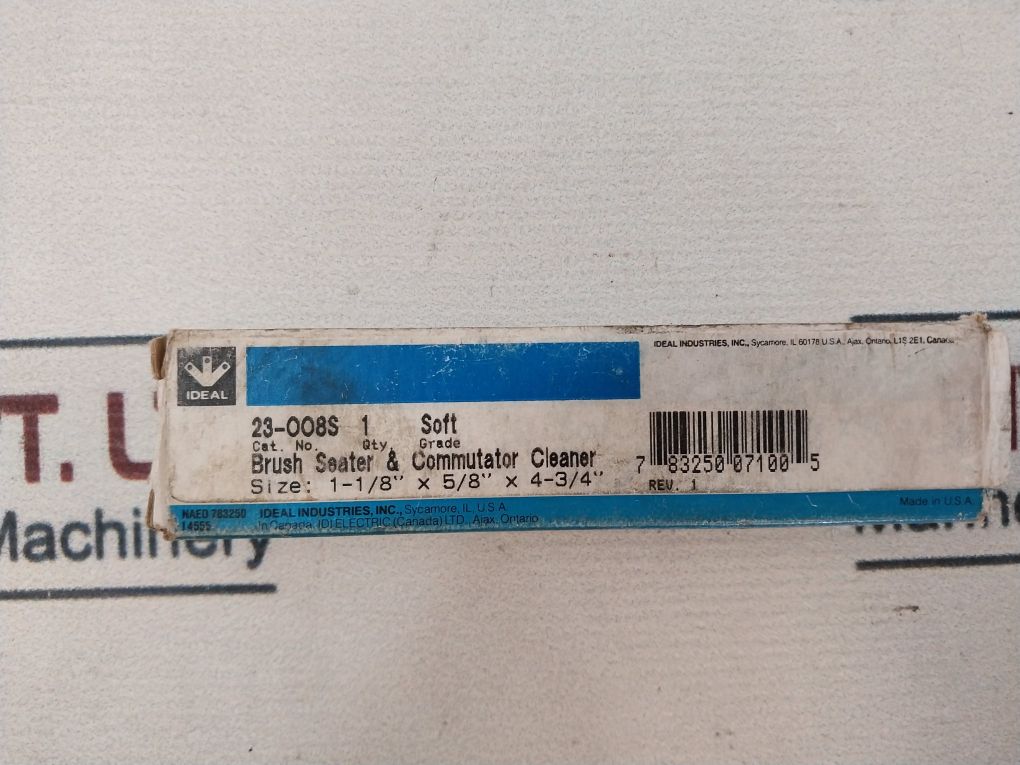 IDEAL
IDEAL INDUSTRIES, INC., Sycamore, IL 60178 U.S.A. Ajax, Ontario, L1S 2E1, Canada
23-008S 1 Soft
Cat. No. Qty. Grade
Brush Seater & Commutator Cleaner
Size: 1-1/8" x 5/8" x 4-3/4"
7 83250 07100 5
REV. 1
NAED 783250 IDEAL INDUSTRIES, INC., Sycamore, IL U.S.A.
14555 In Canada, IDI ELECTRIC (Canada) LTD., Ajax, Ontario
Made in U.S.A.
T. U
Machinery